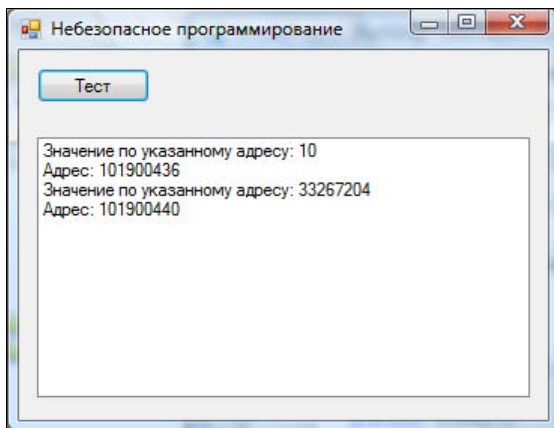 Небезопасное программирование
Тест
Значение по указанному адресу: 10
Адрес: 101900436
Значение по указанному адресу: 33267204
Адрес: 101900440